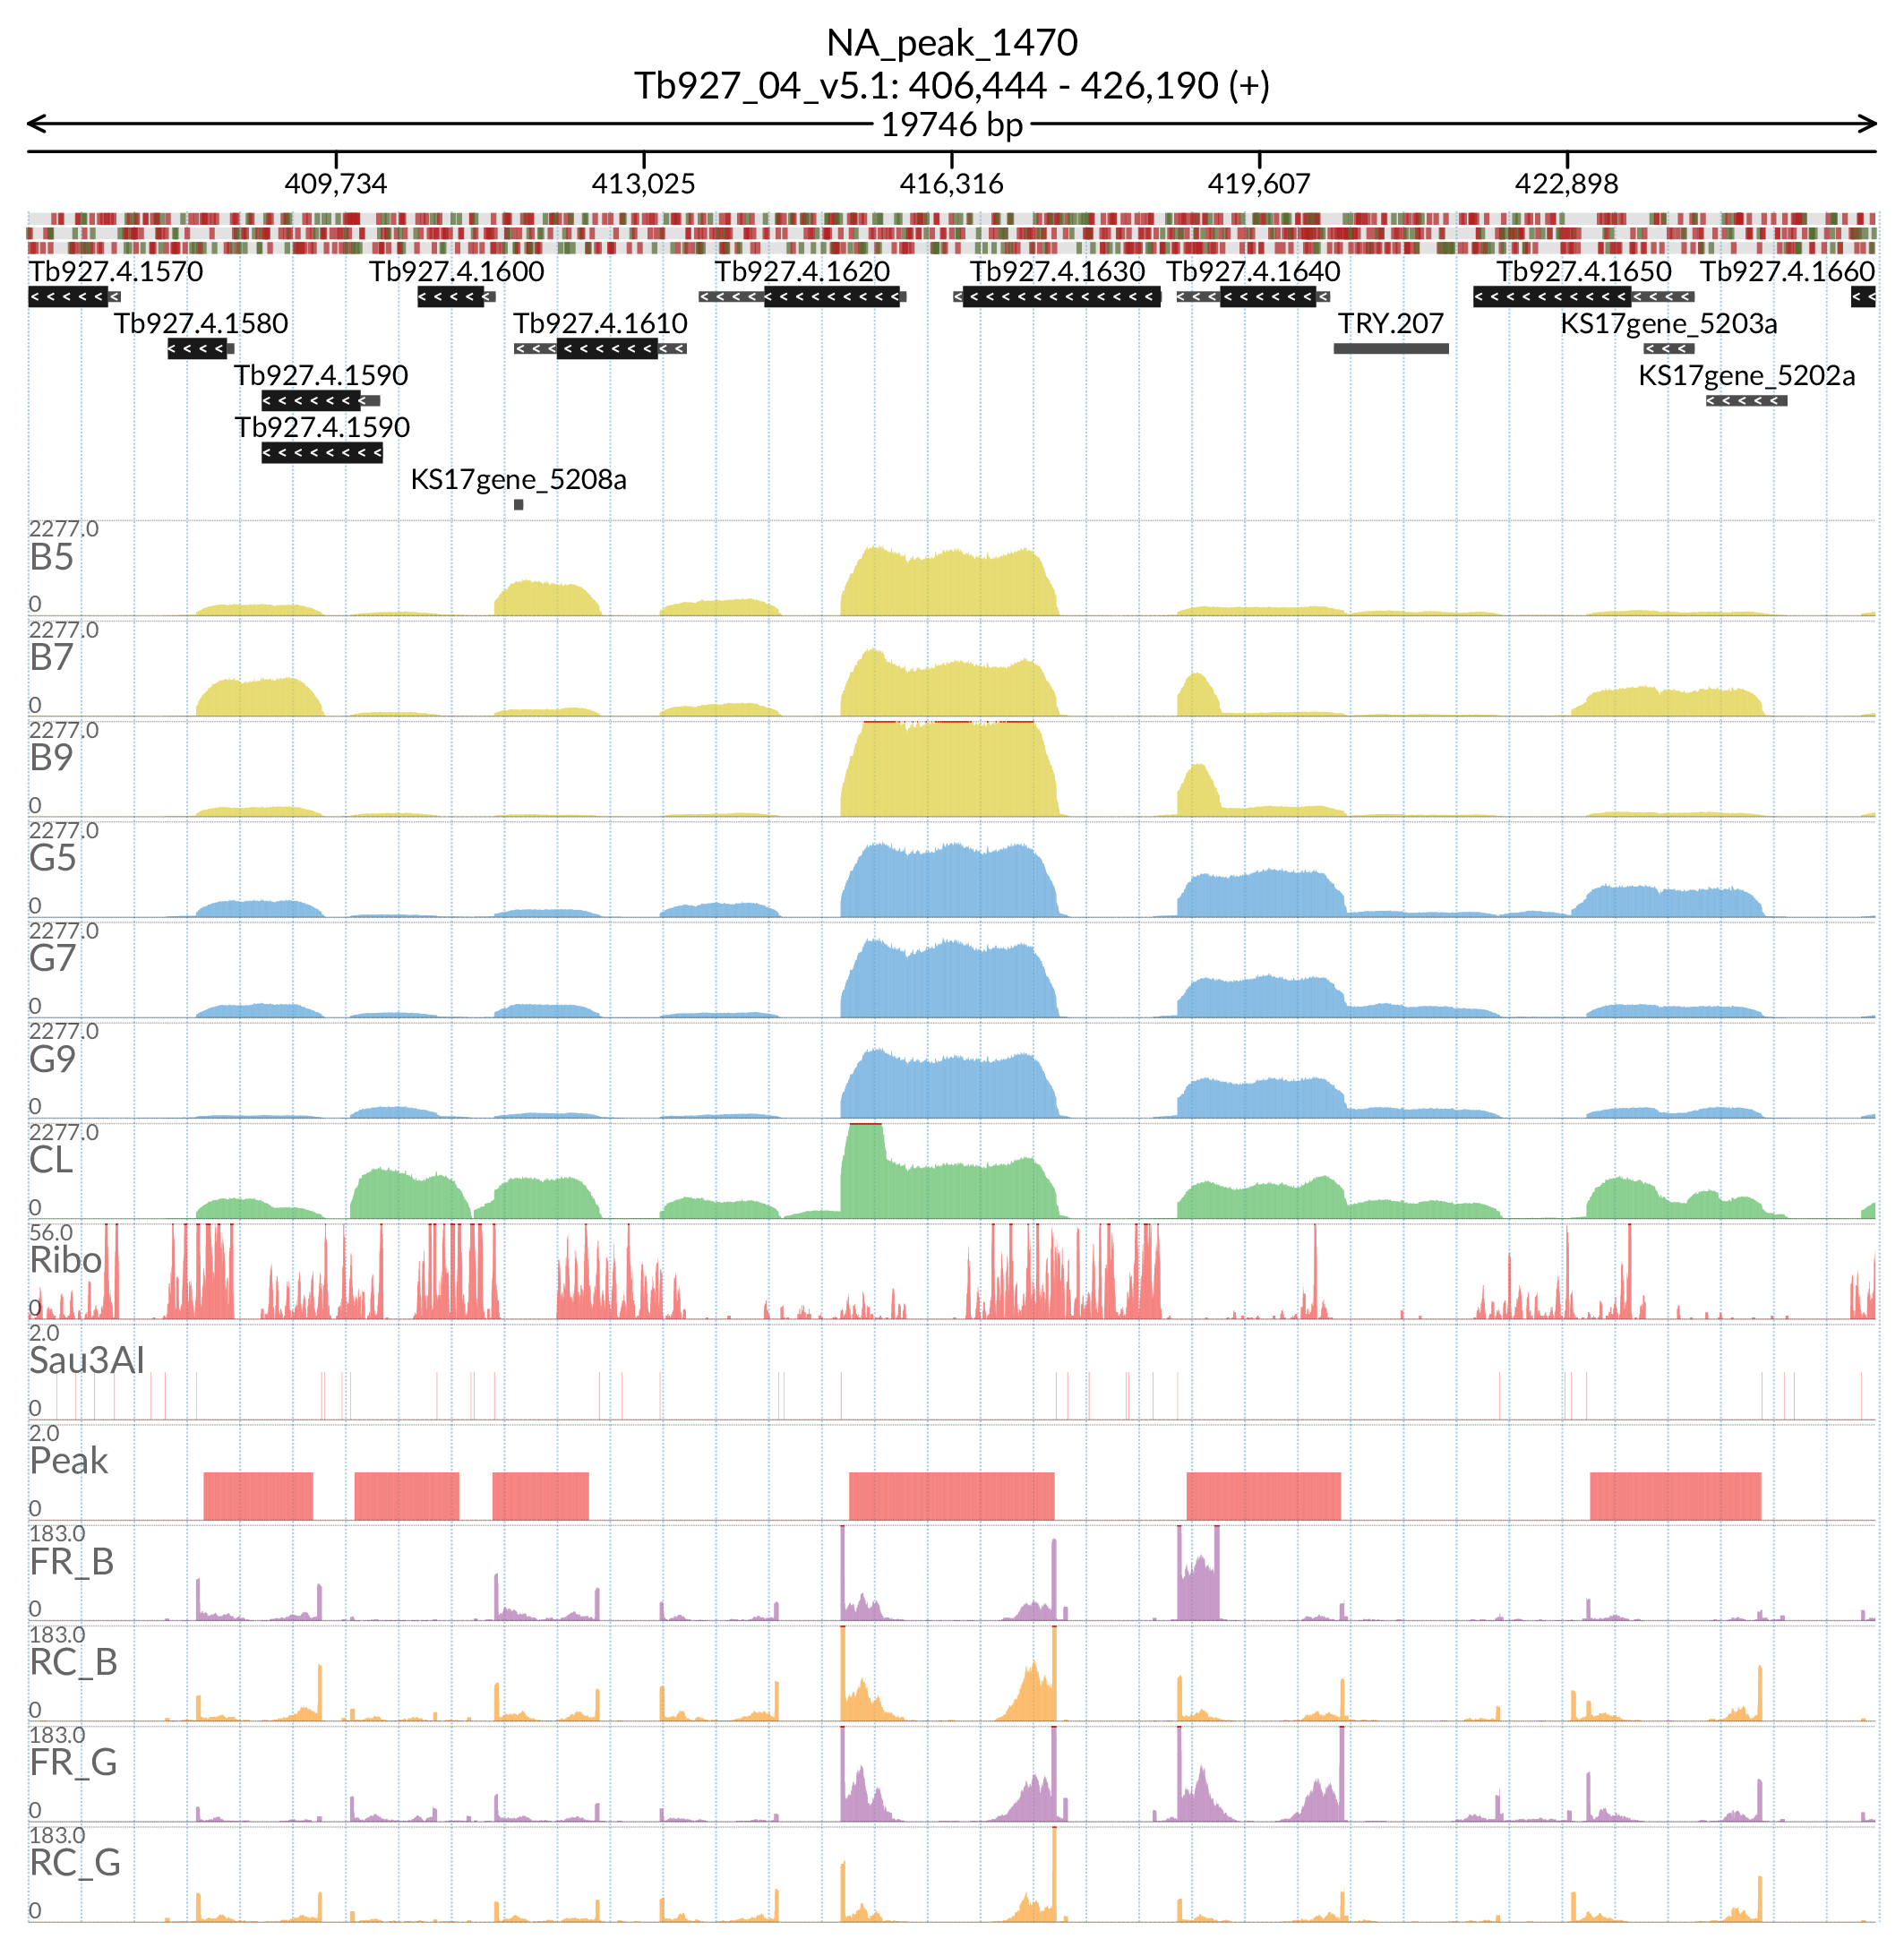 NA_peak_1470
Tb927_04_v5.1: 406,444 - 426,190 (+)
19746 bp
409,734 413,025 416,316 419,607 422,898
Tb927.4.1570 Tb927.4.1600 Tb927.4.1620 Tb927.4.1630 Tb927.4.1640 Tb927.4.1650 Tb927.4.1660
Tb927.4.1580 Tb927.4.1610 TRY.207 KS17gene_5203a
Tb927.4.1590 KS17gene_5202a
Tb927.4.1590
KS17gene_5208a
2277.0
B5
0
2277.0
B7
0
2277.0
B9
0
2277.0
G5
0
2277.0
G7
0
2277.0
G9
0
2277.0
CL
0
56.0
Ribo
0
2.0
Sau3AI
0
2.0
Peak
0
183.0
FR_B
0
183.0
RC_B
0
183.0
FR_G
0
183.0
RC_G
0